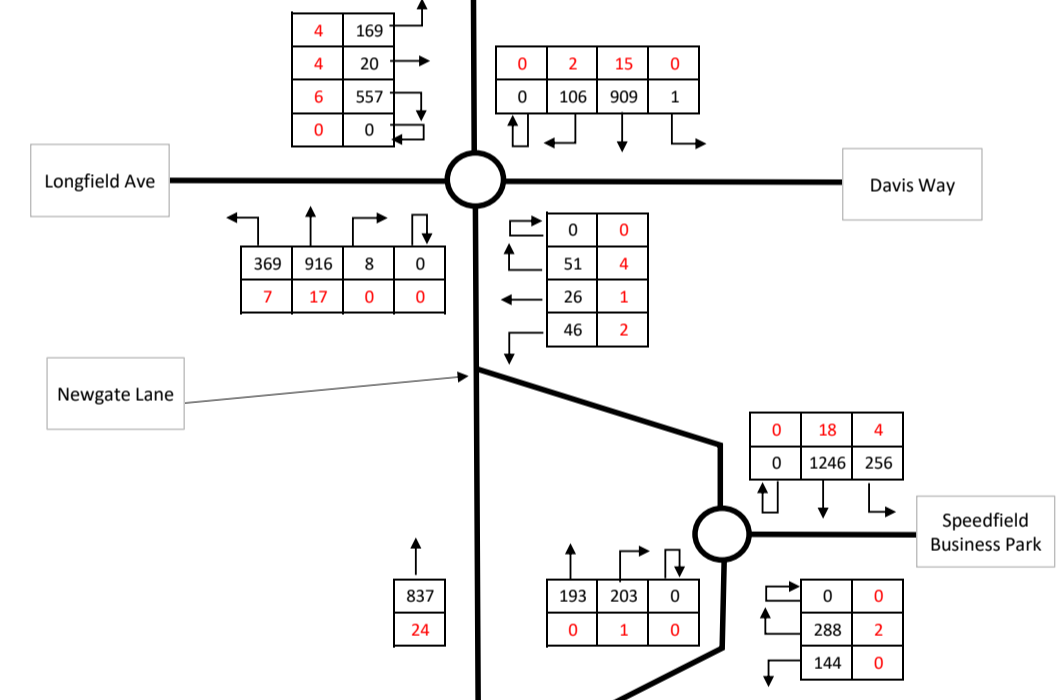 4 169
4 20
6 557
0 0
0 2 15 0
0 106 909 1
Longfield Ave
Davis Way
369 916 8 0
7 17 0 0
0 0
51 4
26 1
46 2
Newgate Lane
0 18 4
0 1246 256
Speedfield
Business Park
837
24
193 203 0
0 1 0
0 0
288 2
144 0